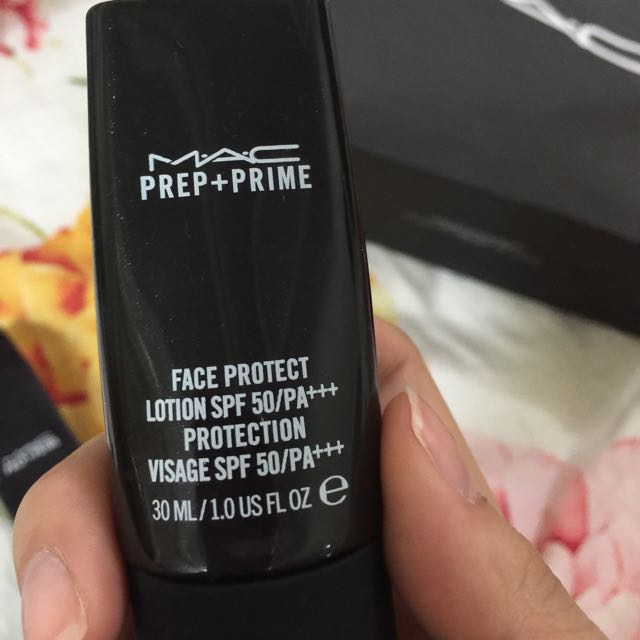 M·A·C
PREP+PRIME
FACE PROTECT
LOTION SPF 50/PA+++
PROTECTION
VISAGE SPF 50/PA+++
30 ML/1.0 US FL OZ ℮
M·A·C